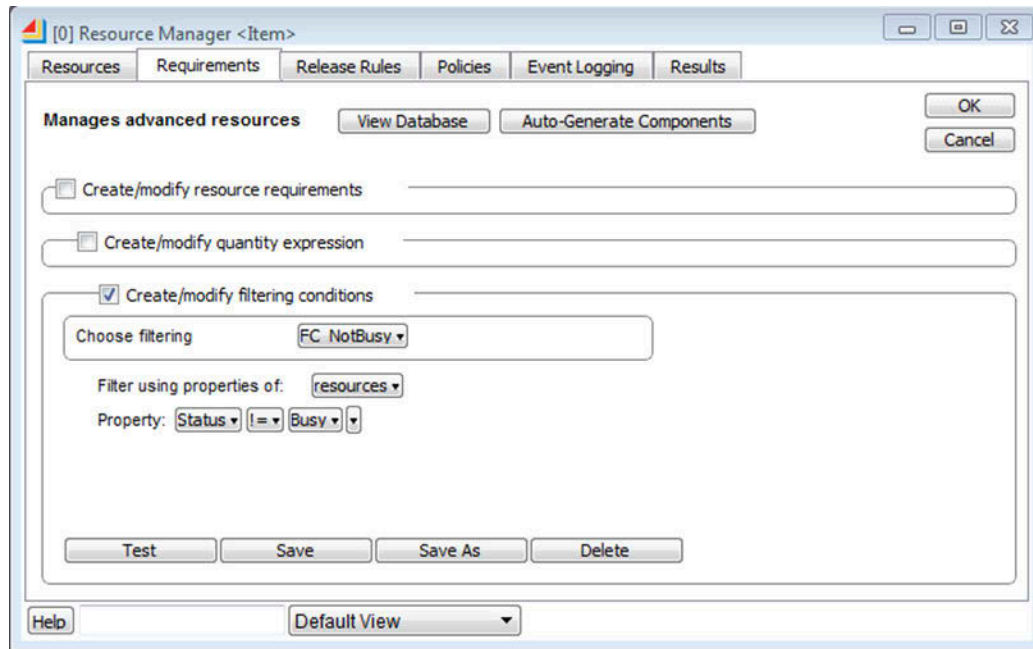 [0] Resource Manager <Item>
Resources Requirements Release Rules Policies Event Logging Results
Manages advanced resources View Database Auto-Generate Components OK
Cancel
Create/modify resource requirements
Create/modify quantity expression
Create/modify filtering conditions
Choose filtering FC_NotBusy
Filter using properties of: resources
Property: Status != Busy
Test Save Save As Delete
Help Default View